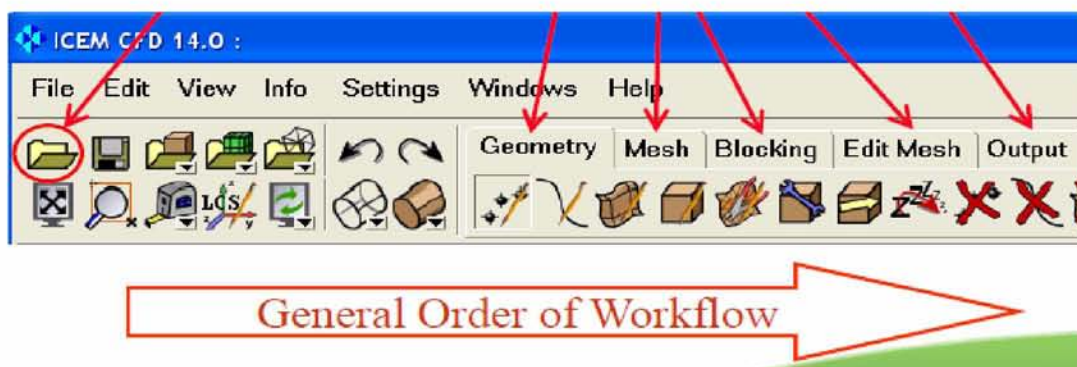 ICEM CFD 14.0 :
File Edit View Info Settings Windows Help
Geometry Mesh Blocking Edit Mesh Output
LCS
General Order of Workflow